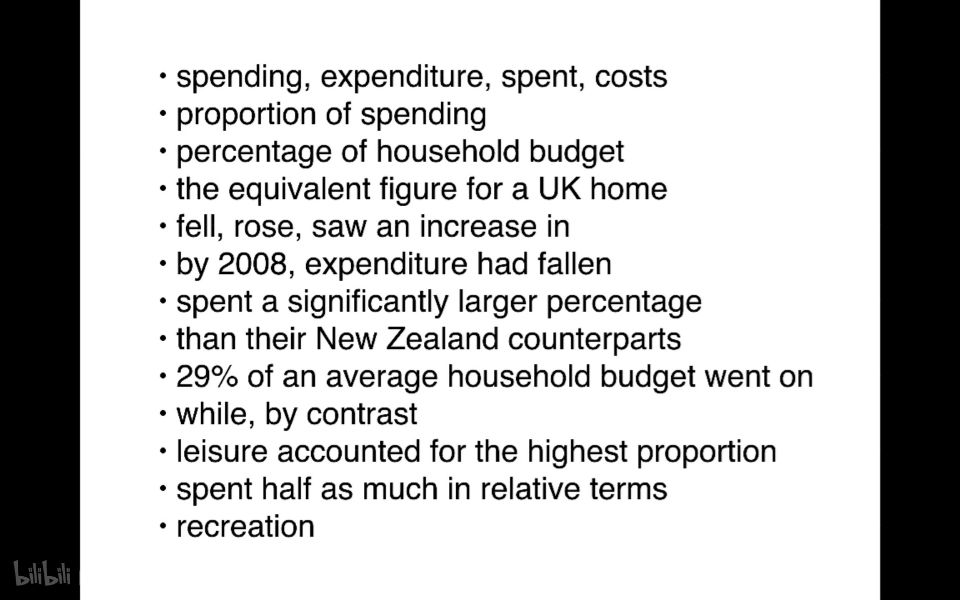 • spending, expenditure, spent, costs
• proportion of spending
• percentage of household budget
• the equivalent figure for a UK home
• fell, rose, saw an increase in
• by 2008, expenditure had fallen
• spent a significantly larger percentage
• than their New Zealand counterparts
• 29% of an average household budget went on
• while, by contrast
• leisure accounted for the highest proportion
• spent half as much in relative terms
• recreation
bilibili